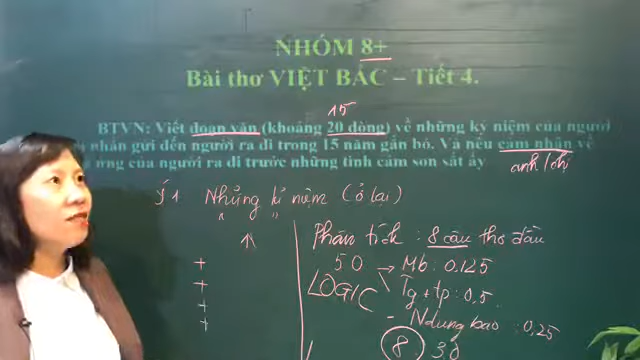 NHÓM 8+
Bài thơ VIỆT BẮC – Tiết 4.
15
BTVN: Viết đoạn văn (khoảng 20 dòng) về những kỷ niệm của người
nhắn gửi đến người ra đi trong 15 năm gắn bó. Và nêu cảm nhận về
ứng của người ra đi trước những tình cảm son sắt ấy
anh/chị
Ý 1 Những kỉ niệm (ở lại)
Phân tích : 8 câu thơ đầu
50 → Mb : 0.125
LOGIC Tg + tp : 0,5
- Ndung bao : 0,25
8